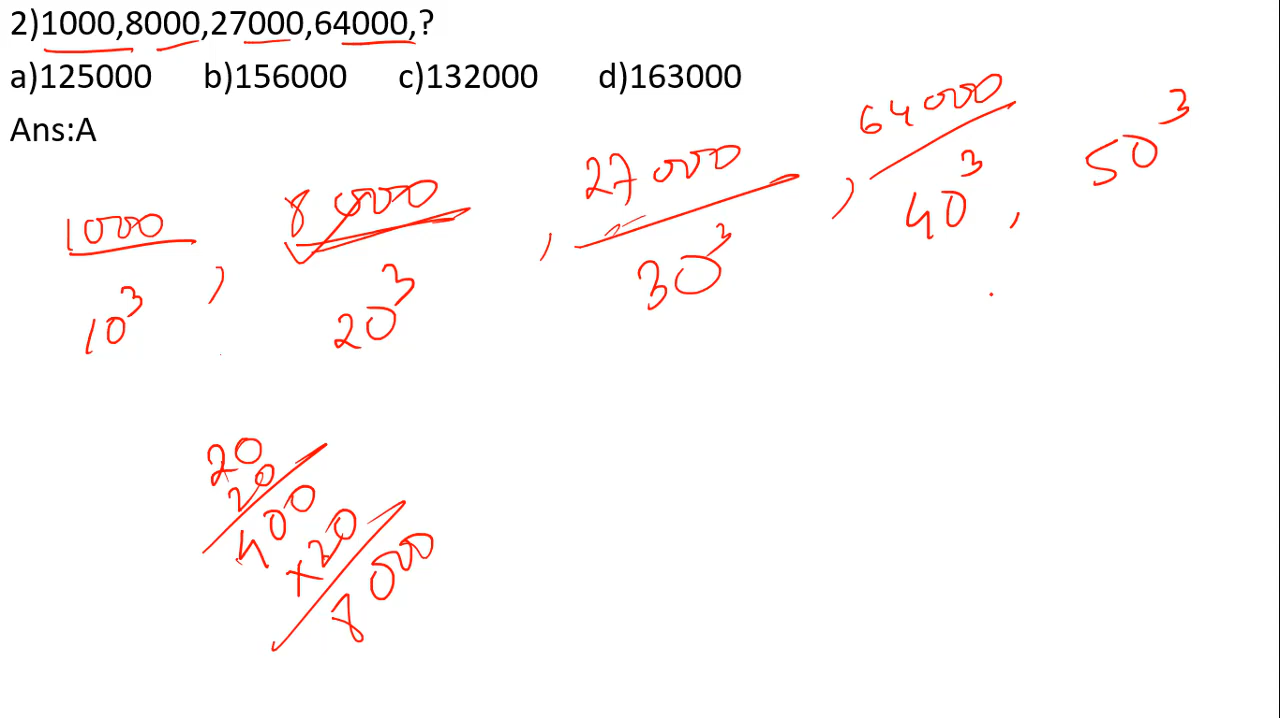 2)1000,8000,27000,64000,?
a)125000 b)156000 c)132000 d)163000
Ans:A
1000 , 8000 , 27000 , 64000
10³ 20³ 30³ 40³ , 50³
20
20
400
×20
8000